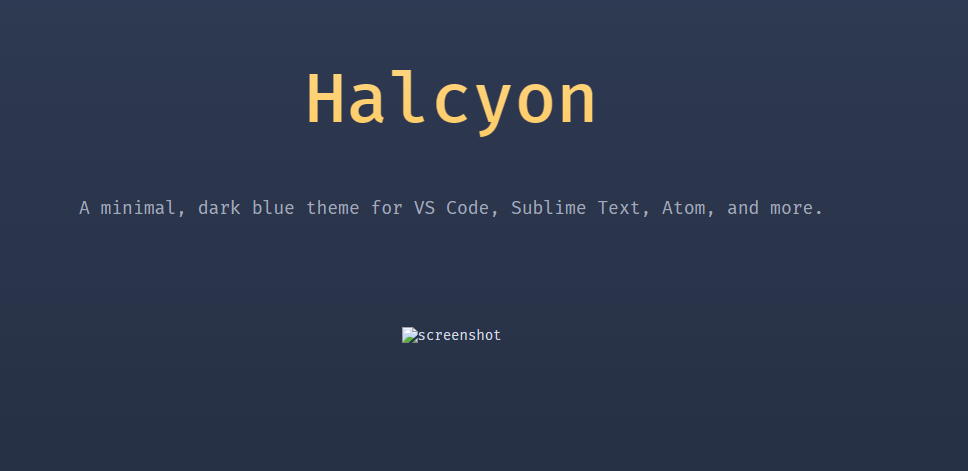 Halcyon
A minimal, dark blue theme for VS Code, Sublime Text, Atom, and more.
screenshot